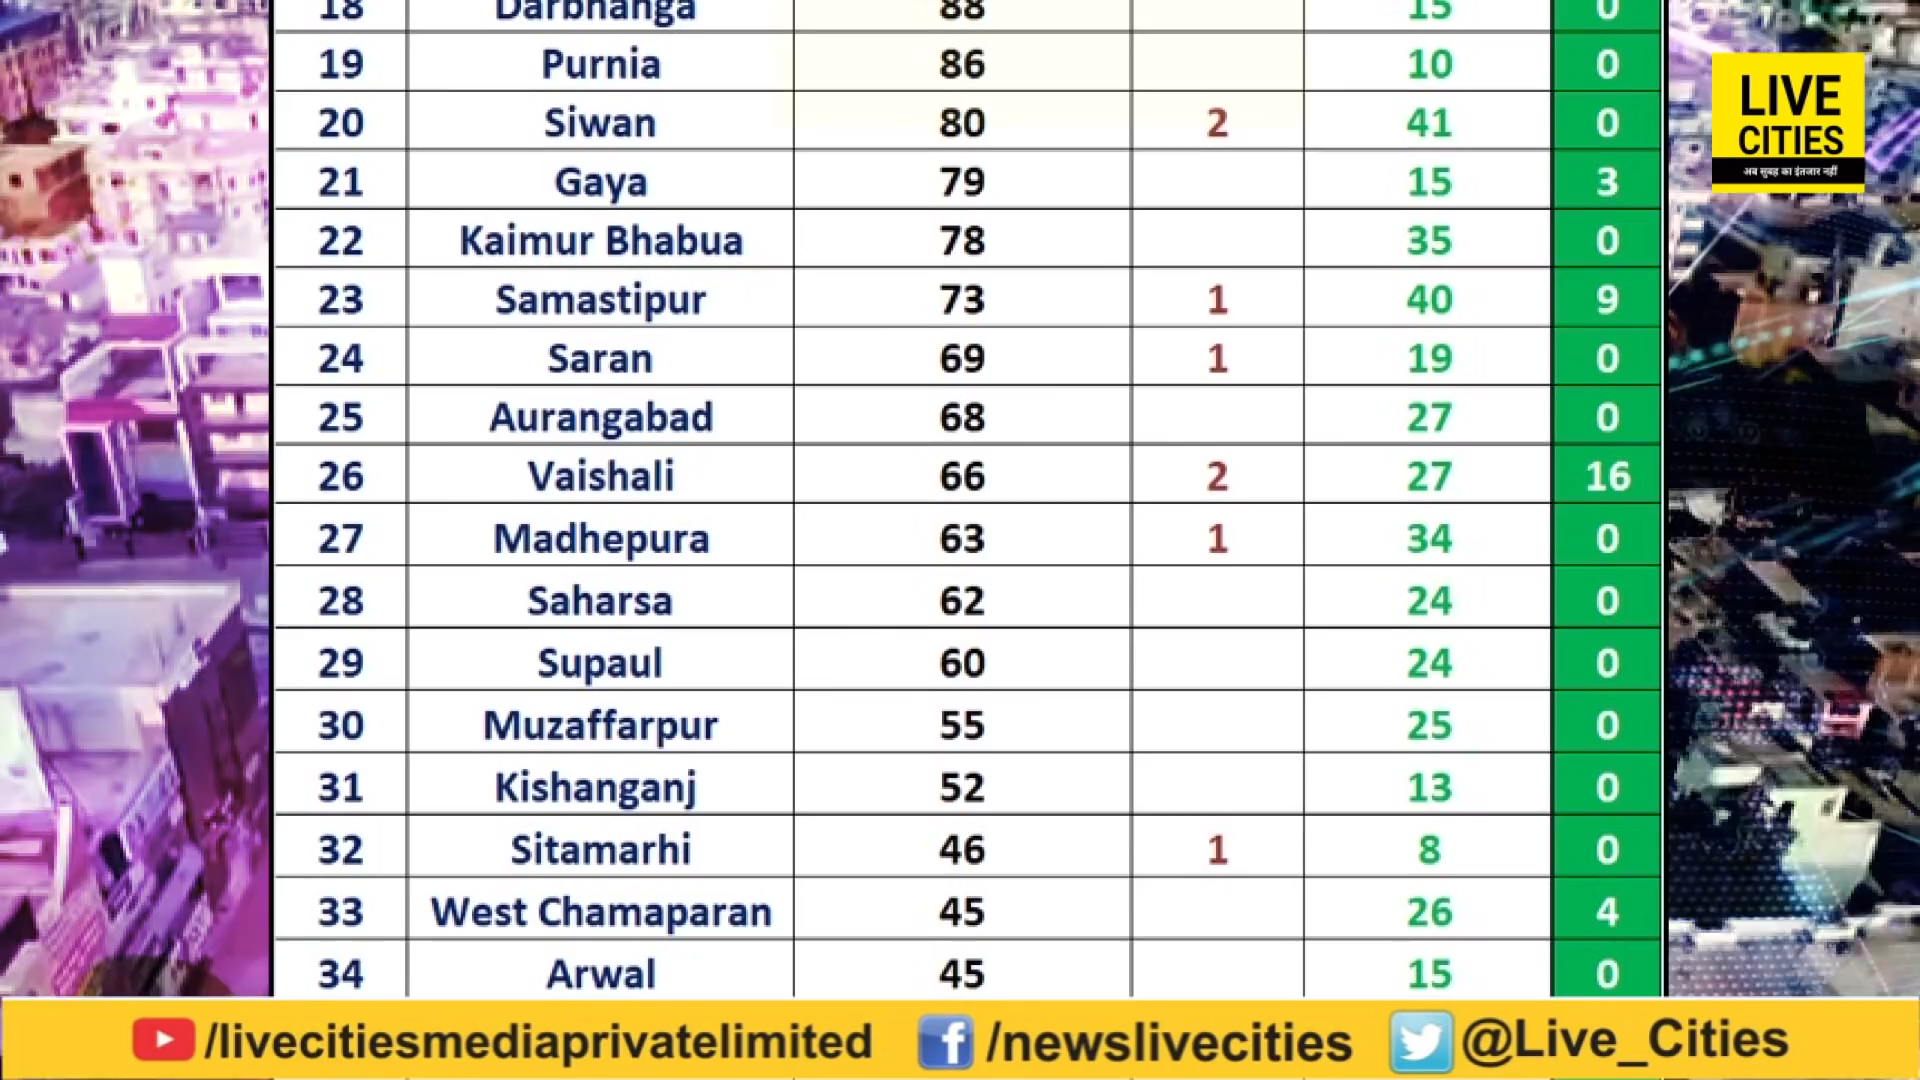 18 Darbhanga 88 15 0
19 Purnia 86 10 0
20 Siwan 80 2 41 0
21 Gaya 79 15 3
22 Kaimur Bhabua 78 35 0
23 Samastipur 73 1 40 9
24 Saran 69 1 19 0
25 Aurangabad 68 27 0
26 Vaishali 66 2 27 16
27 Madhepura 63 1 34 0
28 Saharsa 62 24 0
29 Supaul 60 24 0
30 Muzaffarpur 55 25 0
31 Kishanganj 52 13 0
32 Sitamarhi 46 1 8 0
33 West Chamaparan 45 26 4
34 Arwal 45 15 0
LIVE
CITIES
अब सुबह का इंतजार नहीं
/livecitiesmediaprivatelimited f /newslivecities @Live_Cities